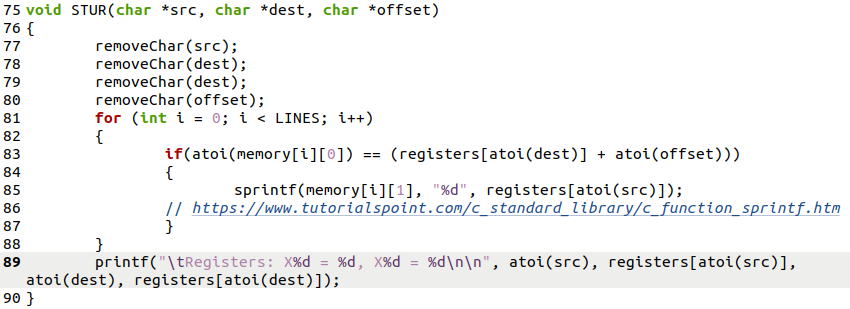 75 void STUR(char *src, char *dest, char *offset)
76 {
77         removeChar(src);
78         removeChar(dest);
79         removeChar(dest);
80         removeChar(offset);
81         for (int i = 0; i < LINES; i++)
82         {
83                 if(atoi(memory[i][0]) == (registers[atoi(dest)] + atoi(offset)))
84                 {
85                         sprintf(memory[i][1], "%d", registers[atoi(src)]);
86                 // https://www.tutorialspoint.com/c_standard_library/c_function_sprintf.htm
87                 }
88         }
89         printf("\tRegisters: X%d = %d, X%d = %d\n\n", atoi(src), registers[atoi(src)],
atoi(dest), registers[atoi(dest)]);
90 }